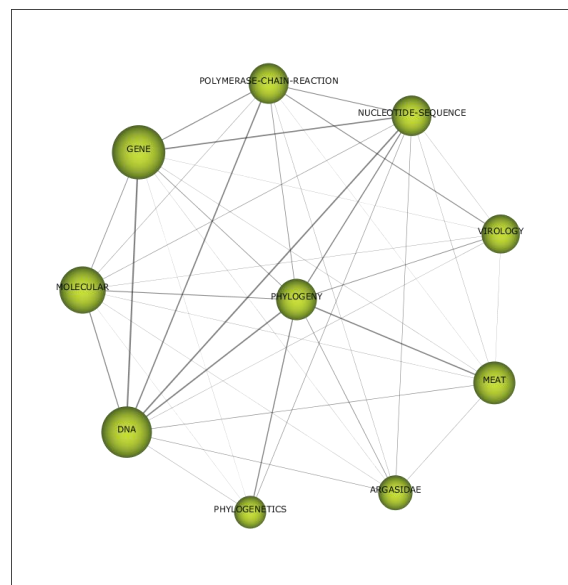 POLYMERASE-CHAIN-REACTION
NUCLEOTIDE-SEQUENCE
GENE
VIROLOGY
MOLECULAR
PHYLOGENY
MEAT
DNA
ARGASIDAE
PHYLOGENETICS